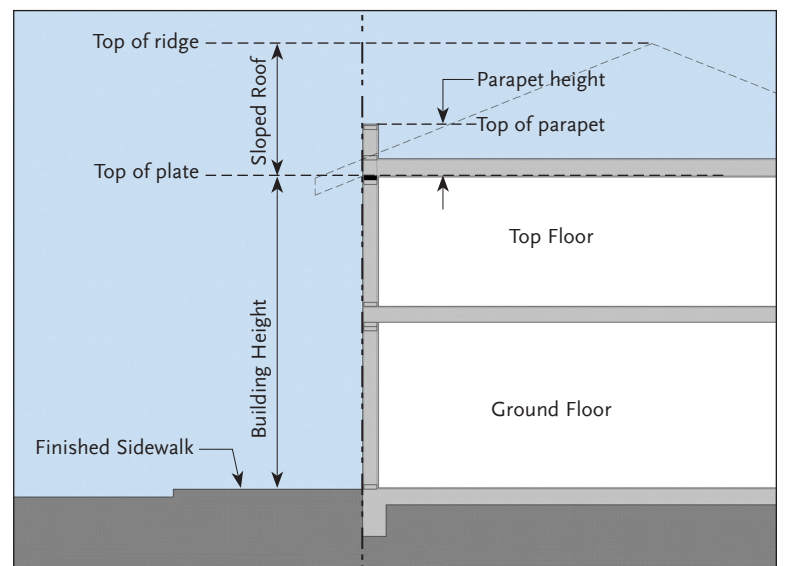 Top of ridge
Sloped Roof
Parapet height
Top of parapet
Top of plate
Top Floor
Building Height
Ground Floor
Finished Sidewalk